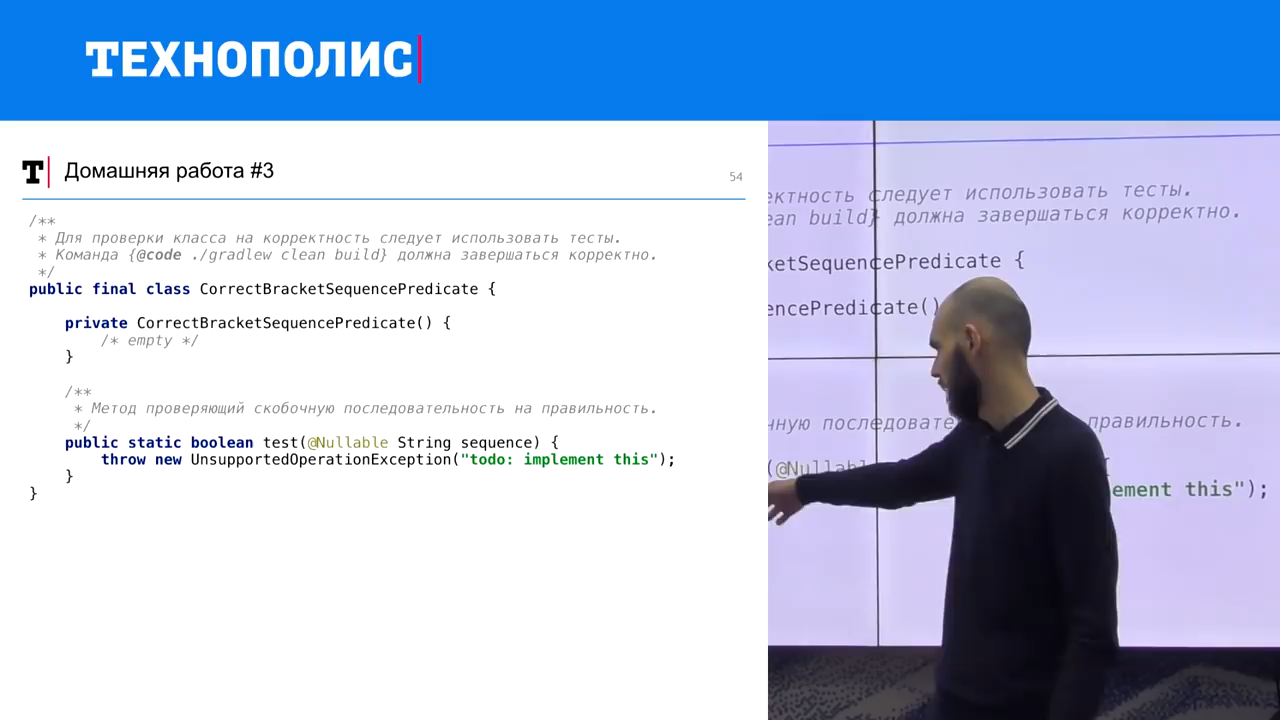 ТЕХНОПОЛИС
Т Домашняя работа #3
54
/**
* Для проверки класса на корректность следует использовать тесты.
* Команда {@code ./gradlew clean build} должна завершаться корректно.
*/
public final class CorrectBracketSequencePredicate {
private CorrectBracketSequencePredicate() {
/* empty */
}
/**
* Метод проверяющий скобочную последовательность на правильность.
*/
public static boolean test(@Nullable String sequence) {
throw new UnsupportedOperationException("todo: implement this");
}
}
ектность следует использовать тесты.
ean build} должна завершаться корректно.
ketSequencePredicate {
encePredicate()
чную последоват правильность.
(@Nullabl {
ement this");